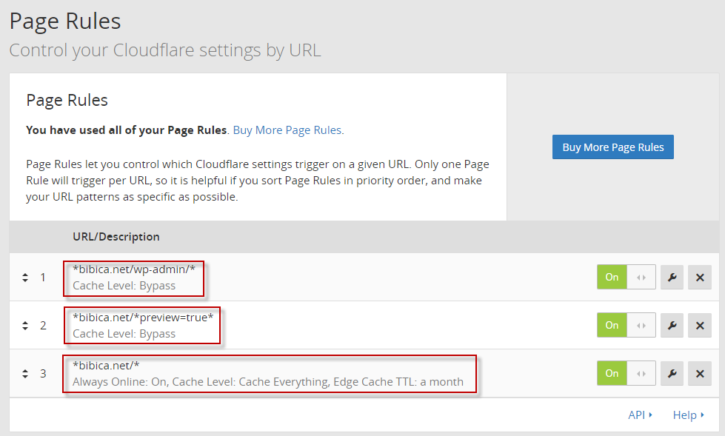 Page Rules
Control your Cloudflare settings by URL
Page Rules
You have used all of your Page Rules. Buy More Page Rules.
Buy More Page Rules
Page Rules let you control which Cloudflare settings trigger on a given URL. Only one Page
Rule will trigger per URL, so it is helpful if you sort Page Rules in priority order, and make
your URL patterns as specific as possible.
URL/Description
1 *bibica.net/wp-admin/* On
Cache Level: Bypass
2 *bibica.net/*preview=true* On
Cache Level: Bypass
3 *bibica.net/* On
Always Online: On, Cache Level: Cache Everything, Edge Cache TTL: a month
API Help